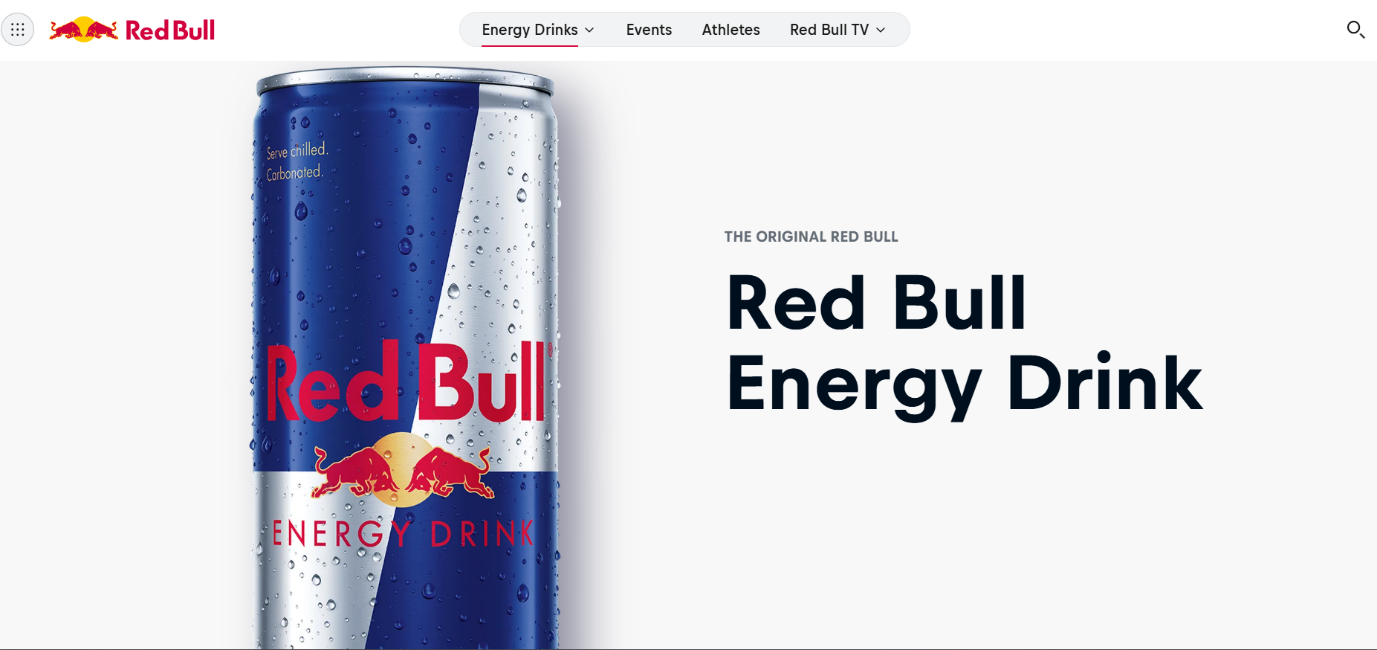 Red Bull
Energy Drinks
Events
Athletes
Red Bull TV
Serve chilled.
Carbonated.
Red Bull®
ENERGY DRINK
THE ORIGINAL RED BULL
Red Bull
Energy Drink